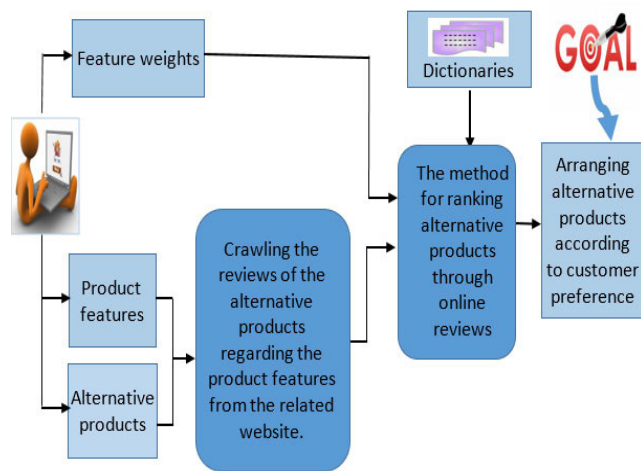 Feature weights
Dictionaries
GOAL
Product
features
Alternative
products
Crawling the
reviews of the
alternative
products
regarding the
product features
from the related
website.
The method
for ranking
alternative
products
through
online
reviews
Arranging
alternative
products
according
to customer
preference